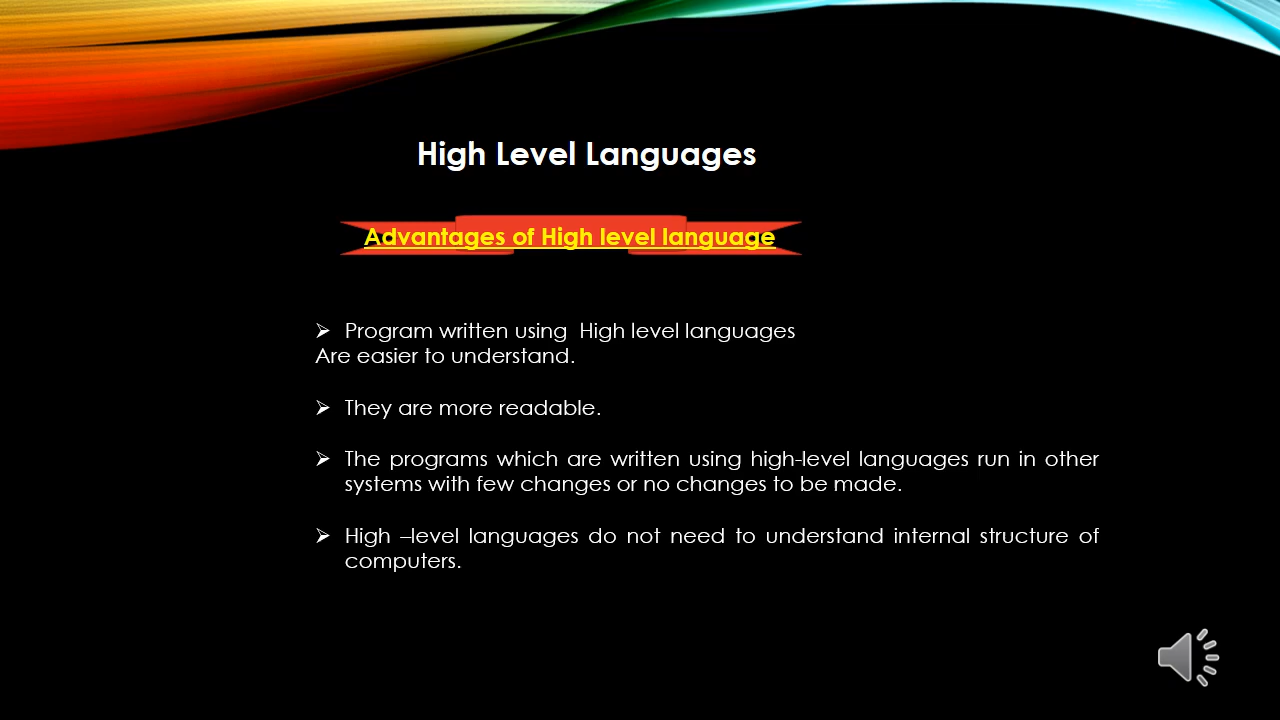 High Level Languages
Advantages of High level language
➢ Program written using  High level languages
Are easier to understand.
➢ They are more readable.
➢ The programs which are written using high-level languages run in other
systems with few changes or no changes to be made.
➢ High –level languages do not need to understand internal structure of
computers.